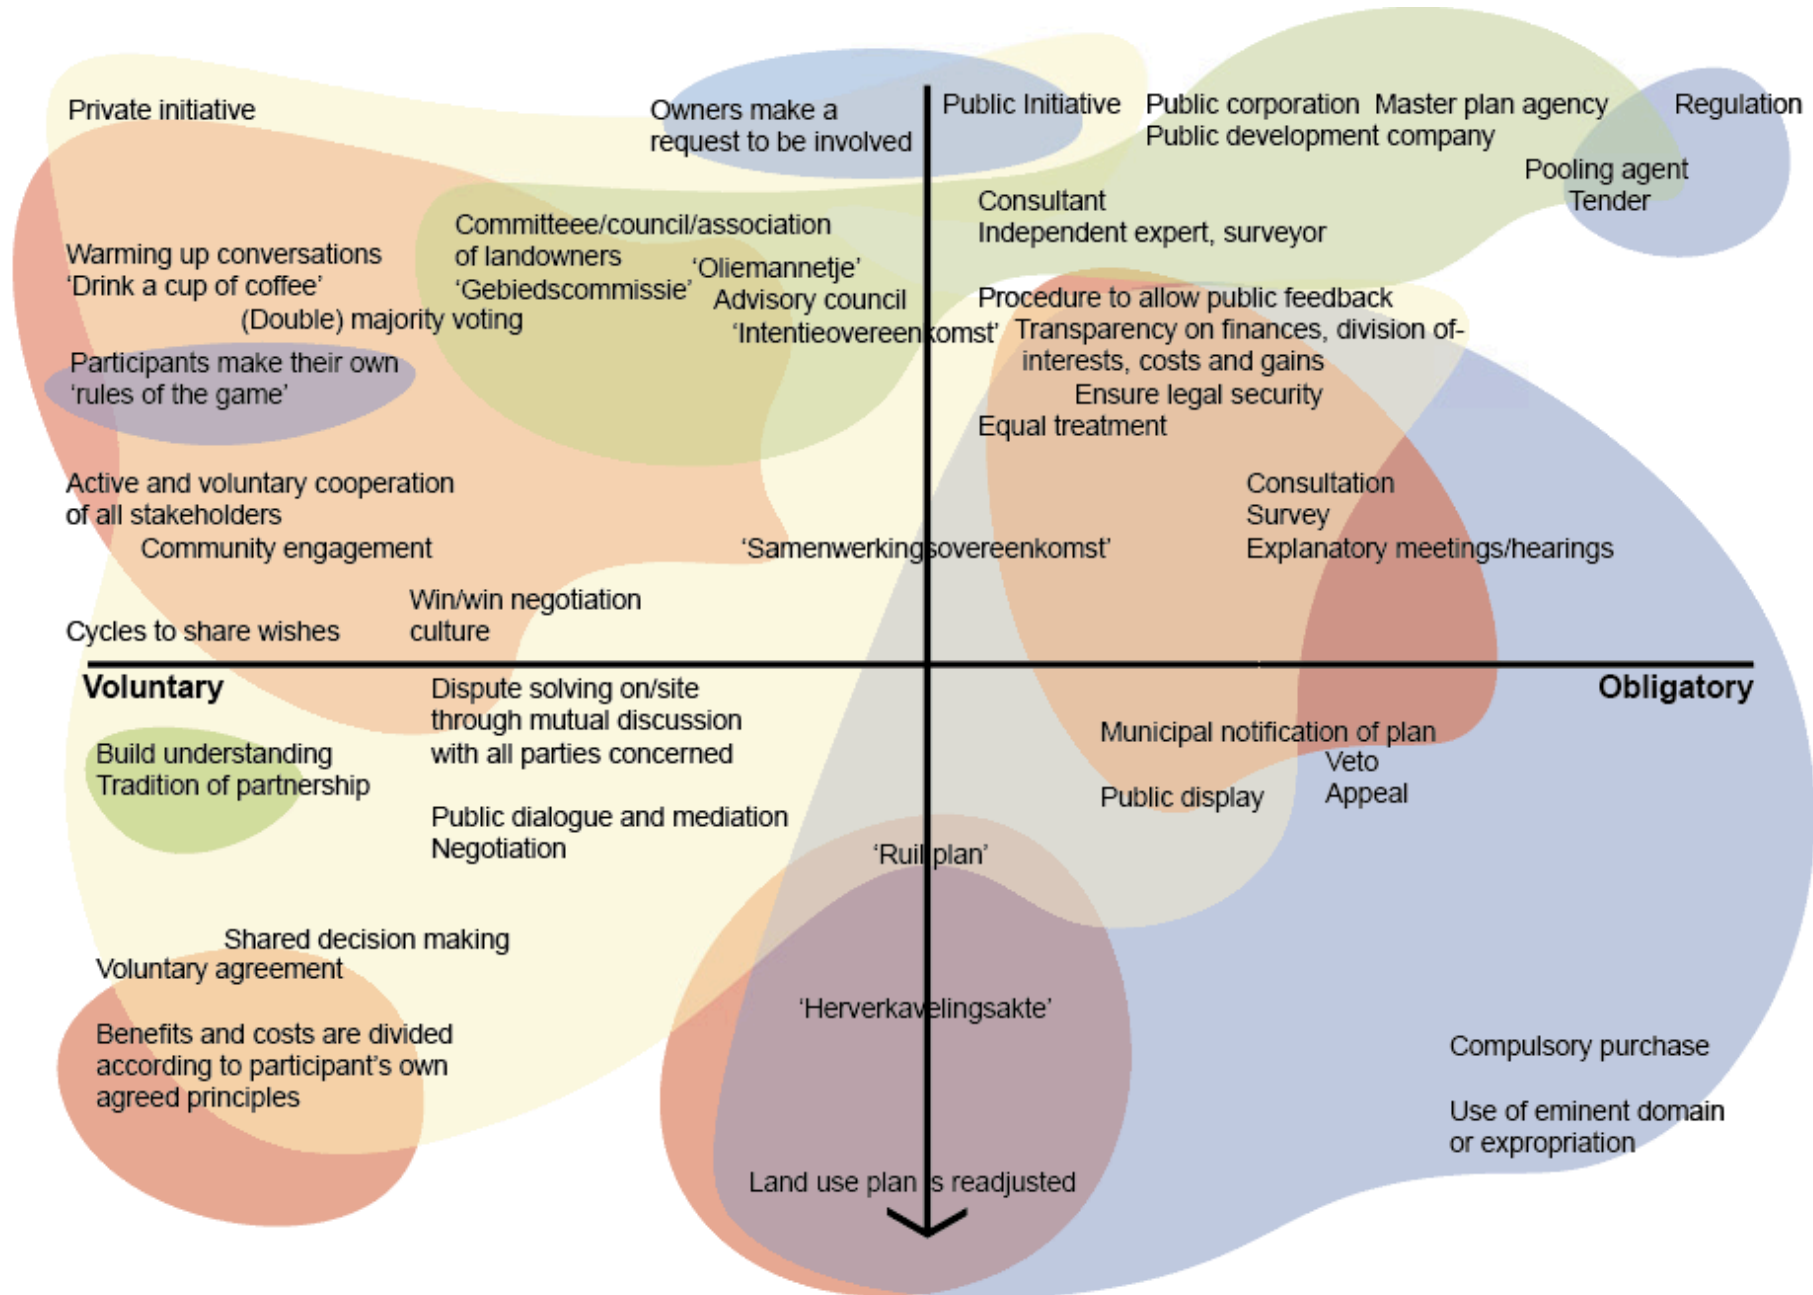 Private initiative
Owners make a
request to be involved
Public Initiative
Public corporation  Master plan agency
Public development company
Regulation
Pooling agent
Tender
Consultant
Independent expert, surveyor
Committeee/council/association
of landowners
‘Gebiedscommissie’
‘Oliemannetje’
Advisory council
‘Intentieovereenkomst’
Warming up conversations
‘Drink a cup of coffee’
(Double) majority voting
Participants make their own
‘rules of the game’
Procedure to allow public feedback
Transparency on finances, division of-
interests, costs and gains
Ensure legal security
Equal treatment
Active and voluntary cooperation
of all stakeholders
Community engagement
‘Samenwerkingsovereenkomst’
Consultation
Survey
Explanatory meetings/hearings
Win/win negotiation
culture
Cycles to share wishes
Voluntary
Obligatory
Dispute solving on/site
through mutual discussion
with all parties concerned
Build understanding
Tradition of partnership
Public dialogue and mediation
Negotiation
Municipal notification of plan
Veto
Appeal
Public display
‘Ruilplan’
Shared decision making
Voluntary agreement
Benefits and costs are divided
according to participant’s own
agreed principles
‘Herverkavelingsakte’
Compulsory purchase
Use of eminent domain
or expropriation
Land use plan is readjusted